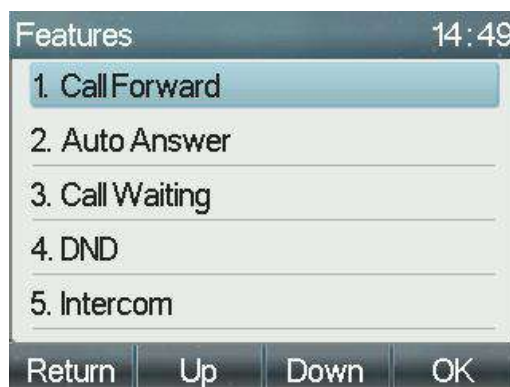 Features 14:49
1. Call Forward
2. Auto Answer
3. Call Waiting
4. DND
5. Intercom
Return Up Down OK